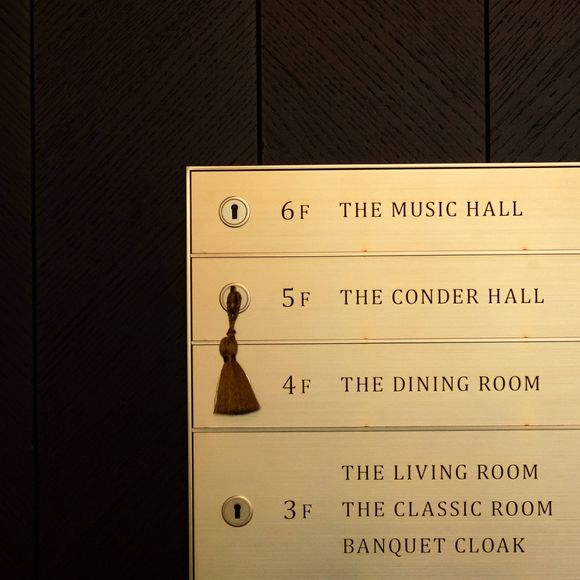 6F THE MUSIC HALL
5F THE CONDER HALL
4F THE DINING ROOM
THE LIVING ROOM
3F THE CLASSIC ROOM
BANQUET CLOAK